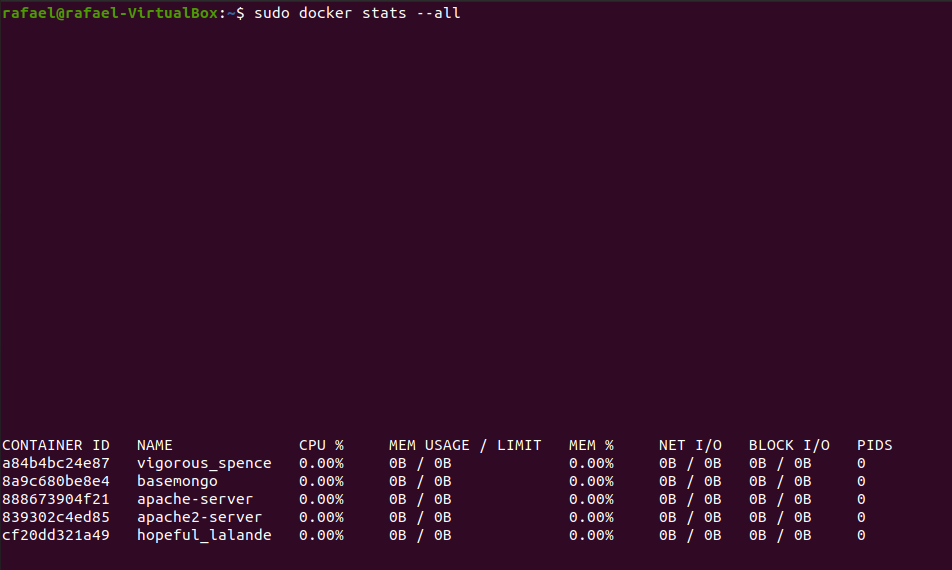 rafael@rafael-VirtualBox:~$ sudo docker stats --all
CONTAINER ID   NAME              CPU %     MEM USAGE / LIMIT   MEM %     NET I/O   BLOCK I/O   PIDS
a84b4bc24e87   vigorous_spence   0.00%     0B / 0B             0.00%     0B / 0B   0B / 0B     0
8a9c680be8e4   basemongo         0.00%     0B / 0B             0.00%     0B / 0B   0B / 0B     0
888673904f21   apache-server     0.00%     0B / 0B             0.00%     0B / 0B   0B / 0B     0
839302c4ed85   apache2-server    0.00%     0B / 0B             0.00%     0B / 0B   0B / 0B     0
cf20dd321a49   hopeful_lalande   0.00%     0B / 0B             0.00%     0B / 0B   0B / 0B     0